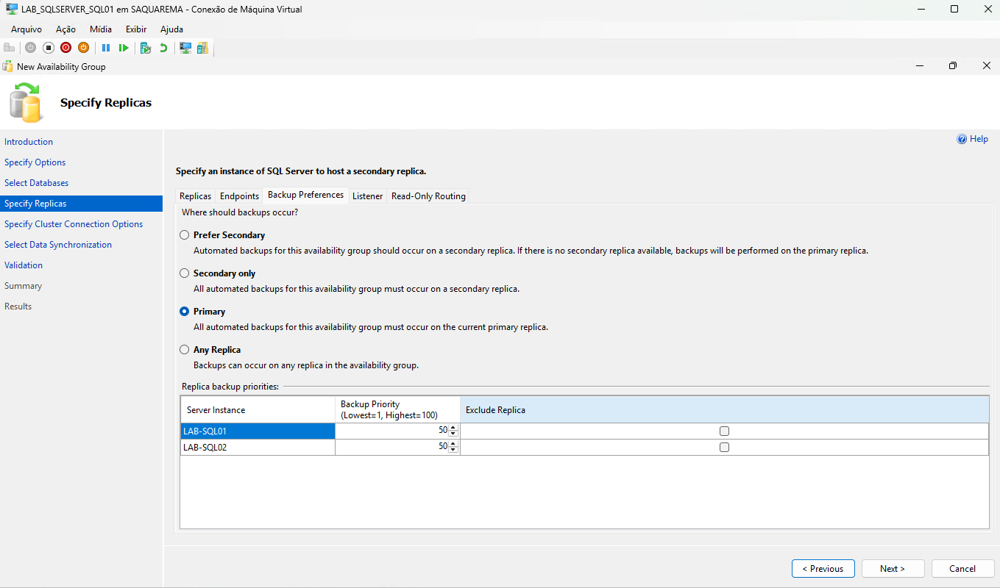 LAB_SQLSERVER_SQL01 em SAQUAREMA - Conexão de Máquina Virtual
Arquivo Ação Mídia Exibir Ajuda
New Availability Group
Specify Replicas
Introduction
Specify Options
Select Databases
Specify Replicas
Specify Cluster Connection Options
Select Data Synchronization
Validation
Summary
Results
Help
Specify an instance of SQL Server to host a secondary replica.
Replicas Endpoints Backup Preferences Listener Read-Only Routing
Where should backups occur?
Prefer Secondary
Automated backups for this availability group should occur on a secondary replica. If there is no secondary replica available, backups will be performed on the primary replica.
Secondary only
All automated backups for this availability group must occur on a secondary replica.
Primary
All automated backups for this availability group must occur on the current primary replica.
Any Replica
Backups can occur on any replica in the availability group.
Replica backup priorities:
Server Instance
Backup Priority
(Lowest=1, Highest=100)
Exclude Replica
LAB-SQL01 50
LAB-SQL02 50
< Previous Next > Cancel